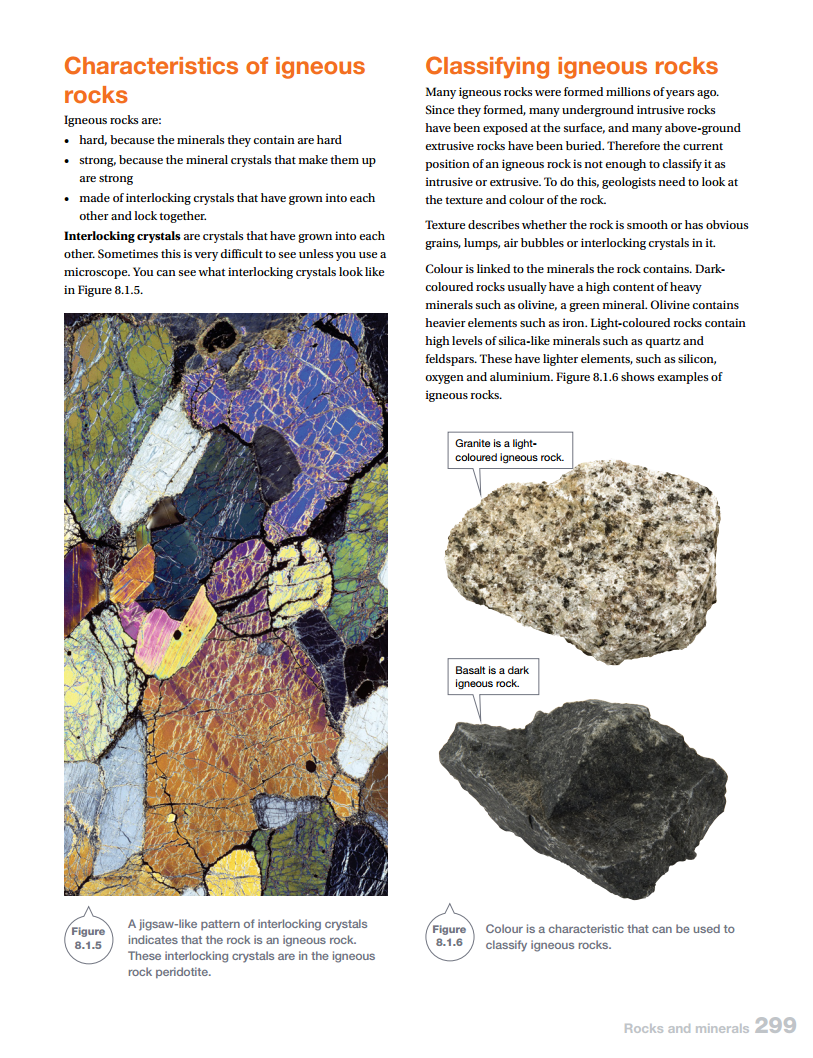 Characteristics of igneous
rocks
Igneous rocks are:
• hard, because the minerals they contain are hard
• strong, because the mineral crystals that make them up
are strong
• made of interlocking crystals that have grown into each
other and lock together.
Interlocking crystals are crystals that have grown into each
other. Sometimes this is very difficult to see unless you use a
microscope. You can see what interlocking crystals look like
in Figure 8.1.5.
Figure
8.1.5
A jigsaw-like pattern of interlocking crystals
indicates that the rock is an igneous rock.
These interlocking crystals are in the igneous
rock peridotite.
Classifying igneous rocks
Many igneous rocks were formed millions of years ago.
Since they formed, many underground intrusive rocks
have been exposed at the surface, and many above-ground
extrusive rocks have been buried. Therefore the current
position of an igneous rock is not enough to classify it as
intrusive or extrusive. To do this, geologists need to look at
the texture and colour of the rock.
Texture describes whether the rock is smooth or has obvious
grains, lumps, air bubbles or interlocking crystals in it.
Colour is linked to the minerals the rock contains. Dark-
coloured rocks usually have a high content of heavy
minerals such as olivine, a green mineral. Olivine contains
heavier elements such as iron. Light-coloured rocks contain
high levels of silica-like minerals such as quartz and
feldspars. These have lighter elements, such as silicon,
oxygen and aluminium. Figure 8.1.6 shows examples of
igneous rocks.
Granite is a light-
coloured igneous rock.
Basalt is a dark
igneous rock.
Figure
8.1.6
Colour is a characteristic that can be used to
classify igneous rocks.
Rocks and minerals 299